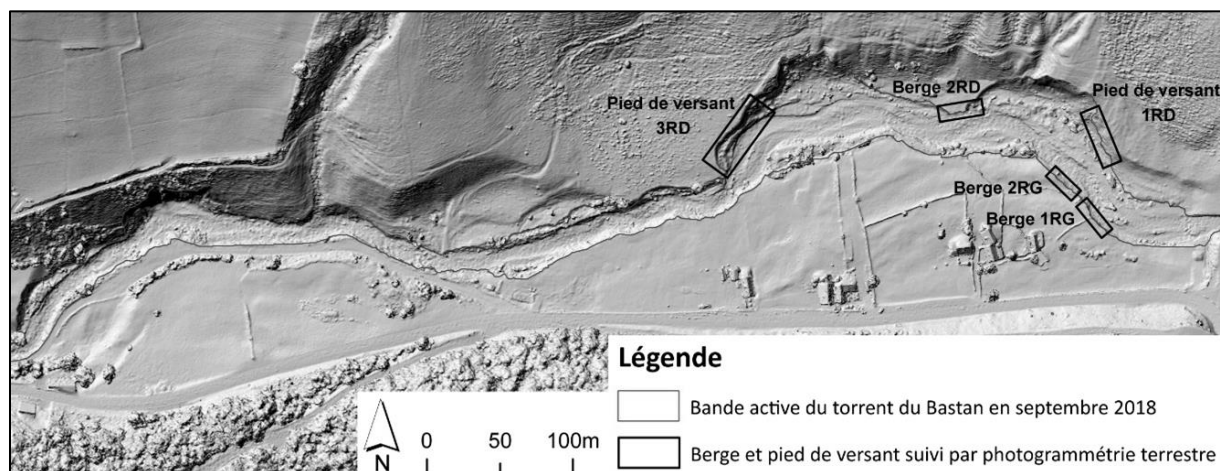 Berge 2RD
Pied de versant
1RD
Pied de versant
3RD
Berge 2RG
Berge 1RG
Légende
Bande active du torrent du Bastan en septembre 2018
Berge et pied de versant suivi par photogrammétrie terrestre
N
0 50 100m